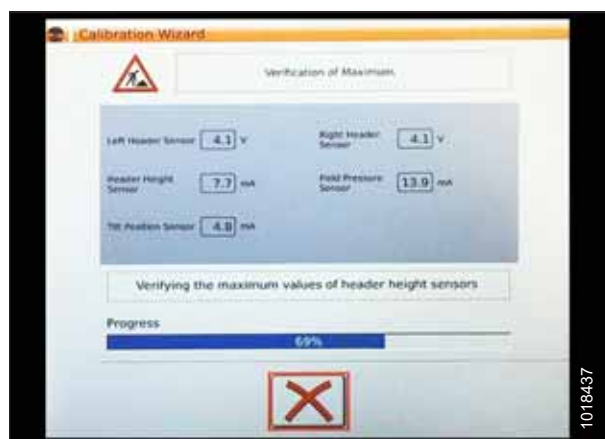 Calibration Wizard
Verification of Maximum
Left Header Sensor 4.1 V
Right Header Sensor 4.1 V
Header Height Sensor 7.7 mA
Field Pressure Sensor 13.9 mA
Tilt Position Sensor 4.8 mA
Verifying the maximum values of header height sensors
Progress
69%
1018437